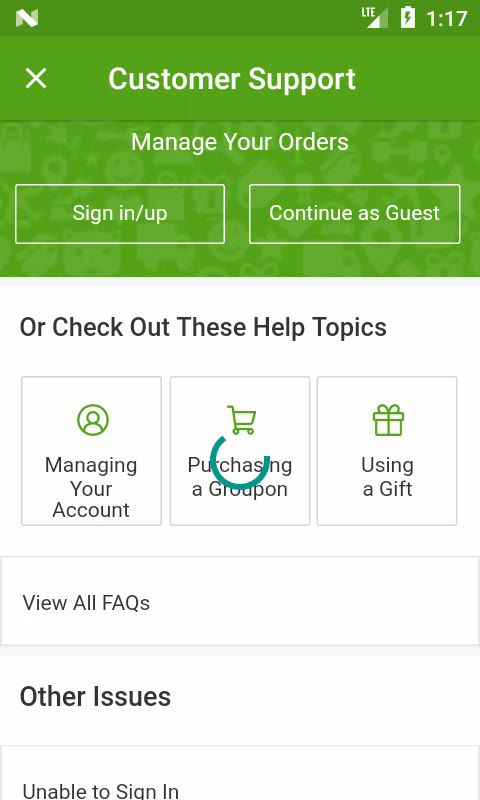 LTE 1:17
Customer Support
Manage Your Orders
Sign in/up
Continue as Guest
Or Check Out These Help Topics
Managing
Your
Account
Purchasing
a Groupon
Using
a Gift
View All FAQs
Other Issues
Unable to Sign In